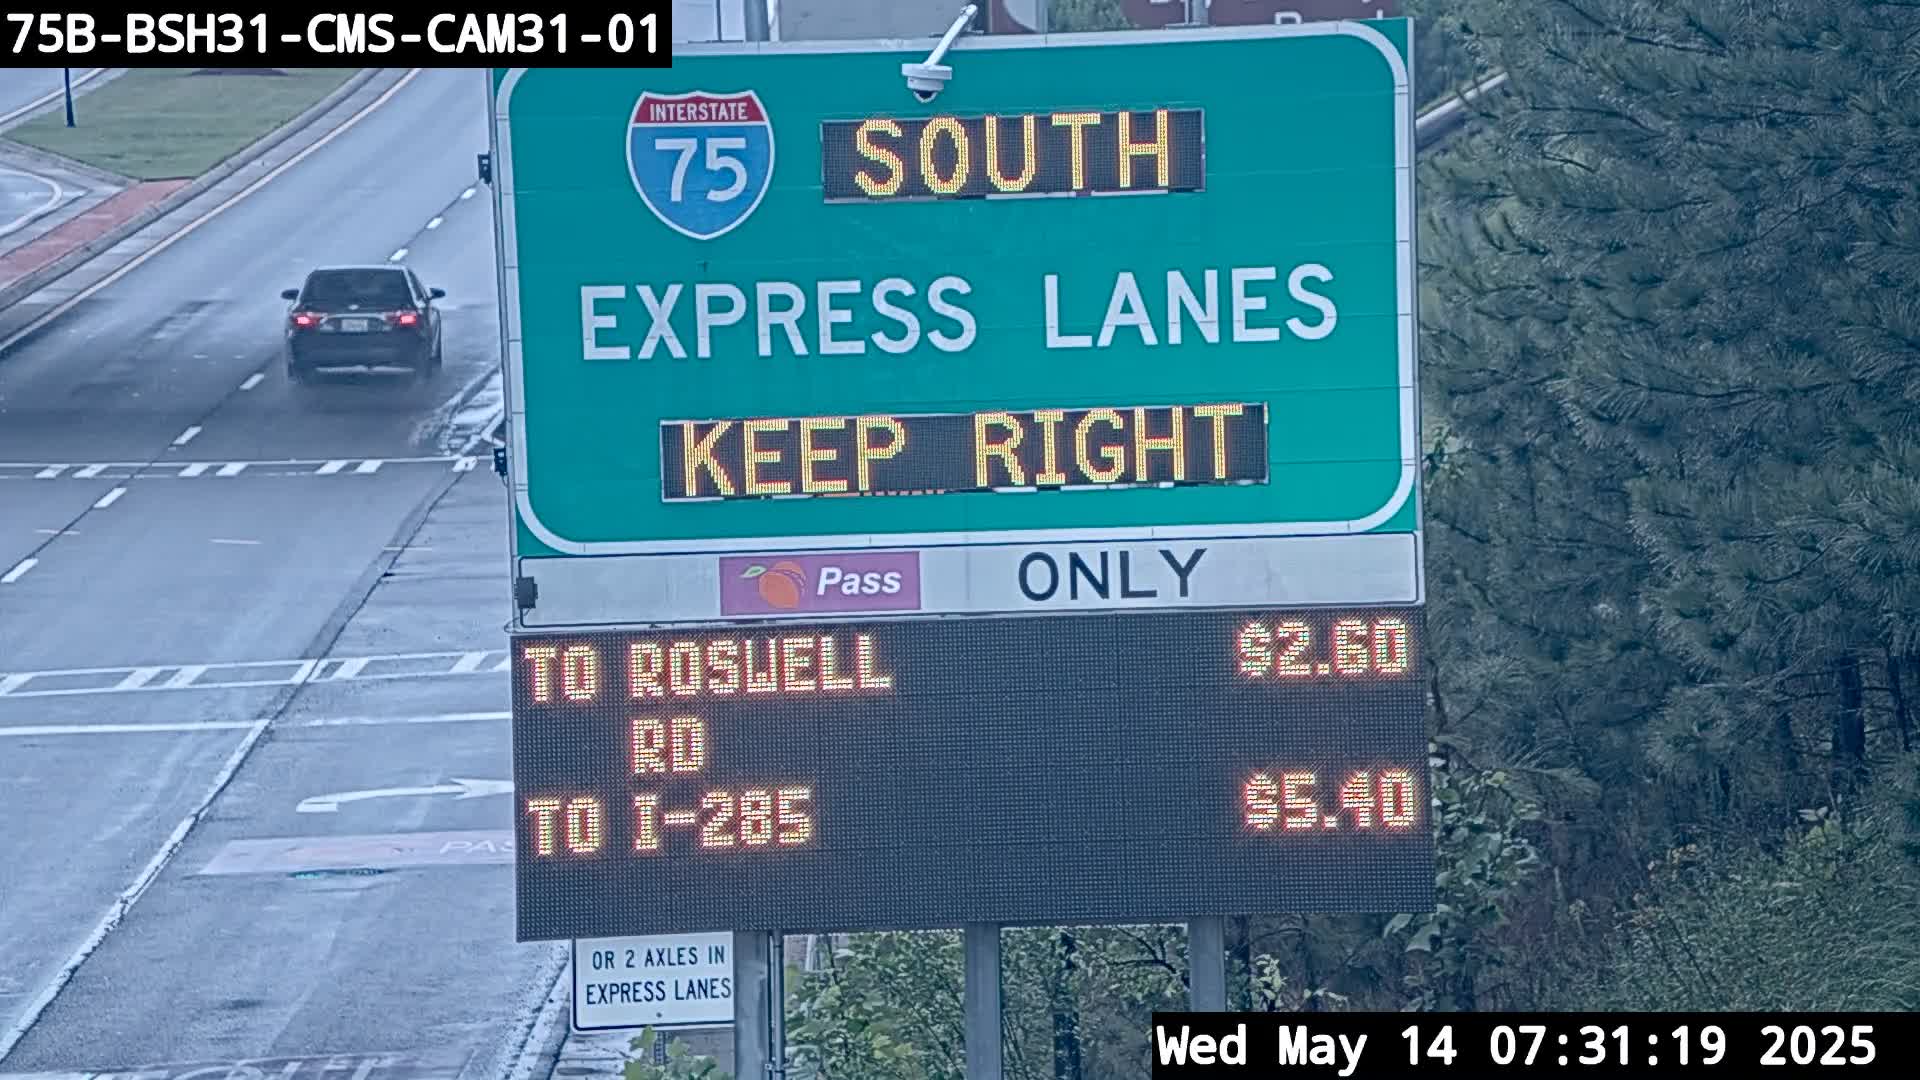 75B-BSH31-CMS-CAM31-01
INTERSTATE
75
SOUTH
EXPRESS LANES
KEEP RIGHT
Pass ONLY
TO ROSWELL $2.60
RD
TO I-285 $5.40
OR 2 AXLES IN
EXPRESS LANES
Wed May 14 07:31:19 2025